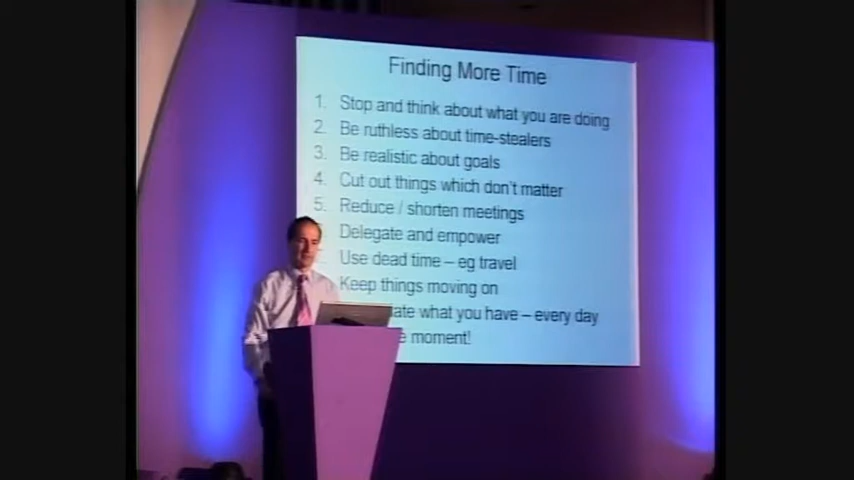 Finding More Time
1. Stop and think about what you are doing
2. Be ruthless about time-stealers
3. Be realistic about goals
4. Cut out things which don't matter
5. Reduce / shorten meetings
Delegate and empower
Use dead time – eg travel
Keep things moving on
ate what you have – every day
e moment!